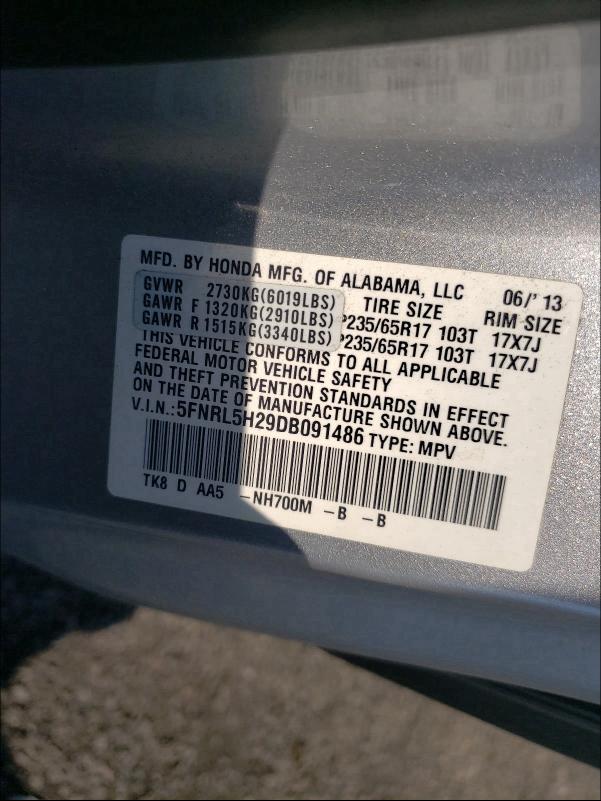 MFD. BY HONDA MFG. OF ALABAMA, LLC 06/'13
GVWR 2730KG(6019LBS) TIRE SIZE RIM SIZE
GAWR F 1320KG(2910LBS) P235/65R17 103T 17X7J
GAWR R 1515KG(3340LBS) P235/65R17 103T 17X7J
THIS VEHICLE CONFORMS TO ALL APPLICABLE
FEDERAL MOTOR VEHICLE SAFETY
AND THEFT PREVENTION STANDARDS IN EFFECT
ON THE DATE OF MANUFACTURE SHOWN ABOVE.
V.I.N.:5FNRL5H29DB091486 TYPE: MPV
TK8 D AA5 -NH700M -B -B